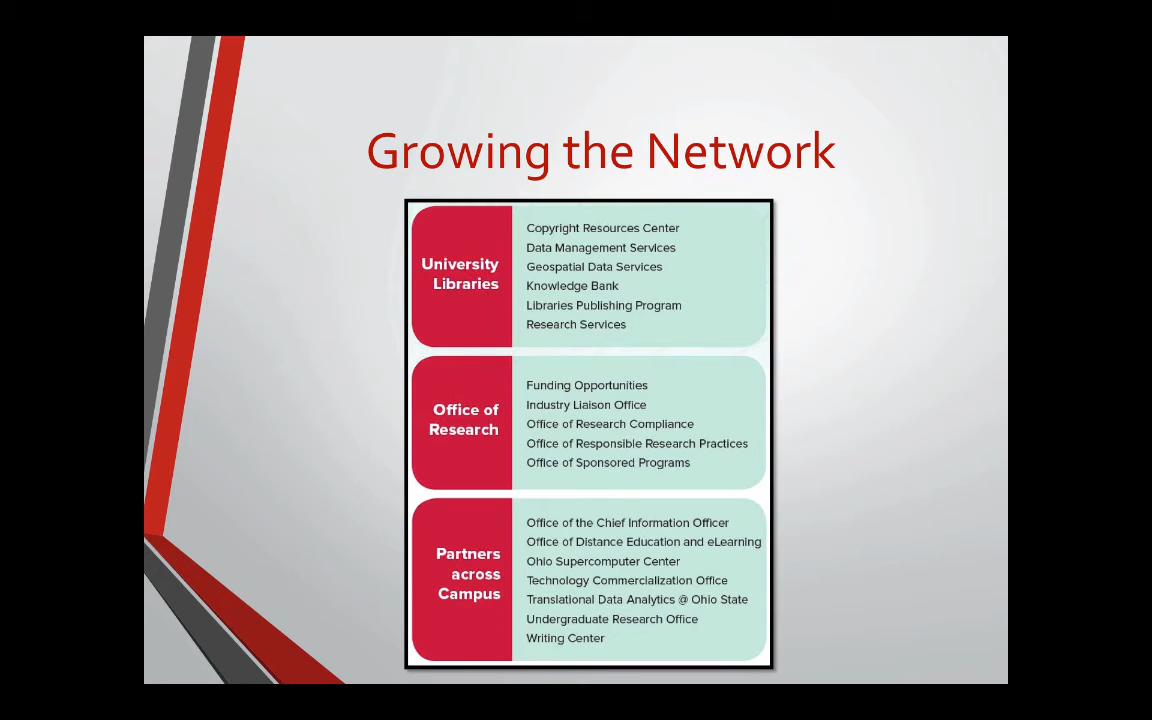 Growing the Network
University
Libraries
Copyright Resources Center
Data Management Services
Geospatial Data Services
Knowledge Bank
Libraries Publishing Program
Research Services
Office of
Research
Funding Opportunities
Industry Liaison Office
Office of Research Compliance
Office of Responsible Research Practices
Office of Sponsored Programs
Partners
across
Campus
Office of the Chief Information Officer
Office of Distance Education and eLearning
Ohio Supercomputer Center
Technology Commercialization Office
Translational Data Analytics @ Ohio State
Undergraduate Research Office
Writing Center